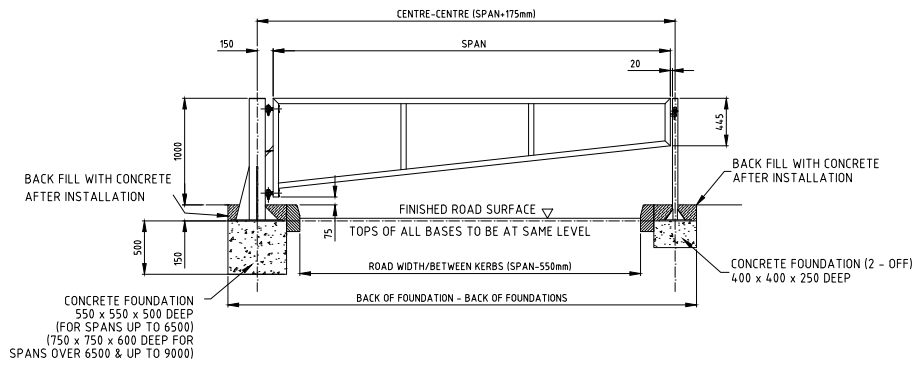 CENTRE-CENTRE (SPAN+175mm)
150
SPAN
20
1000
445
BACK FILL WITH CONCRETE
AFTER INSTALLATION
BACK FILL WITH CONCRETE
AFTER INSTALLATION
FINISHED ROAD SURFACE
75
TOPS OF ALL BASES TO BE AT SAME LEVEL
500
150
ROAD WIDTH/BETWEEN KERBS (SPAN-550mm)
CONCRETE FOUNDATION (2 - OFF)
400 x 400 x 250 DEEP
BACK OF FOUNDATION - BACK OF FOUNDATIONS
CONCRETE FOUNDATION
550 x 550 x 500 DEEP
(FOR SPANS UP TO 6500)
(750 x 750 x 600 DEEP FOR
SPANS OVER 6500 & UP TO 9000)